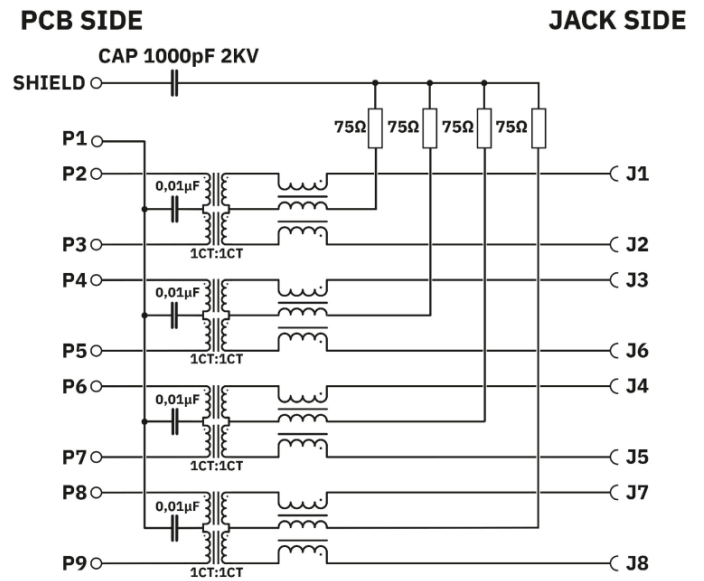 PCB SIDE
JACK SIDE
CAP 1000pF 2KV
SHIELD
75Ω 75Ω 75Ω 75Ω
P1
P2
J1
0,01µF
P3
J2
1CT:1CT
P4
J3
0,01µF
P5
J6
1CT:1CT
P6
J4
0,01µF
P7
J5
1CT:1CT
P8
J7
0,01µF
P9
J8
1CT:1CT